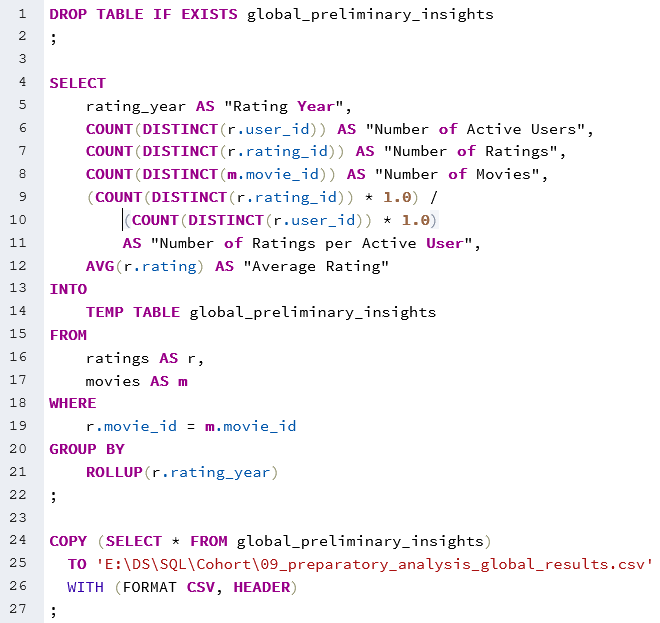 1 DROP TABLE IF EXISTS global_preliminary_insights
2 ;
3
4 SELECT
5 rating_year AS "Rating Year",
6 COUNT(DISTINCT(r.user_id)) AS "Number of Active Users",
7 COUNT(DISTINCT(r.rating_id)) AS "Number of Ratings",
8 COUNT(DISTINCT(m.movie_id)) AS "Number of Movies",
9 (COUNT(DISTINCT(r.rating_id)) * 1.0) /
10 (COUNT(DISTINCT(r.user_id)) * 1.0)
11 AS "Number of Ratings per Active User",
12 AVG(r.rating) AS "Average Rating"
13 INTO
14 TEMP TABLE global_preliminary_insights
15 FROM
16 ratings AS r,
17 movies AS m
18 WHERE
19 r.movie_id = m.movie_id
20 GROUP BY
21 ROLLUP(r.rating_year)
22 ;
23
24 COPY (SELECT * FROM global_preliminary_insights)
25 TO 'E:\DS\SQL\Cohort\09_preparatory_analysis_global_results.csv'
26 WITH (FORMAT CSV, HEADER)
27 ;